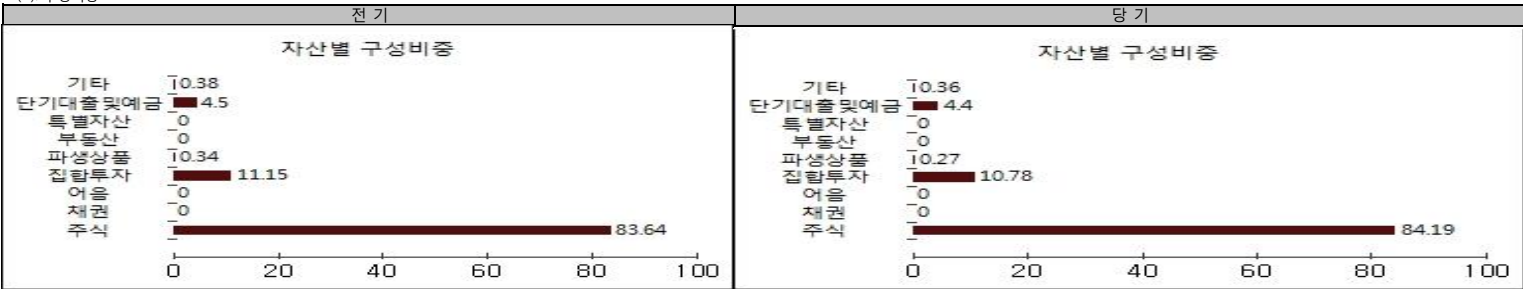 전 기
당 기
자산별 구성비중
기타 0.38
단기대출및예금 4.5
특별자산 0
부동산 0
파생상품 0.34
집합투자 11.15
어음 0
채권 0
주식 83.64
0 20 40 60 80 100
자산별 구성비중
기타 0.36
단기대출및예금 4.4
특별자산 0
부동산 0
파생상품 0.27
집합투자 10.78
어음 0
채권 0
주식 84.19
0 20 40 60 80 100